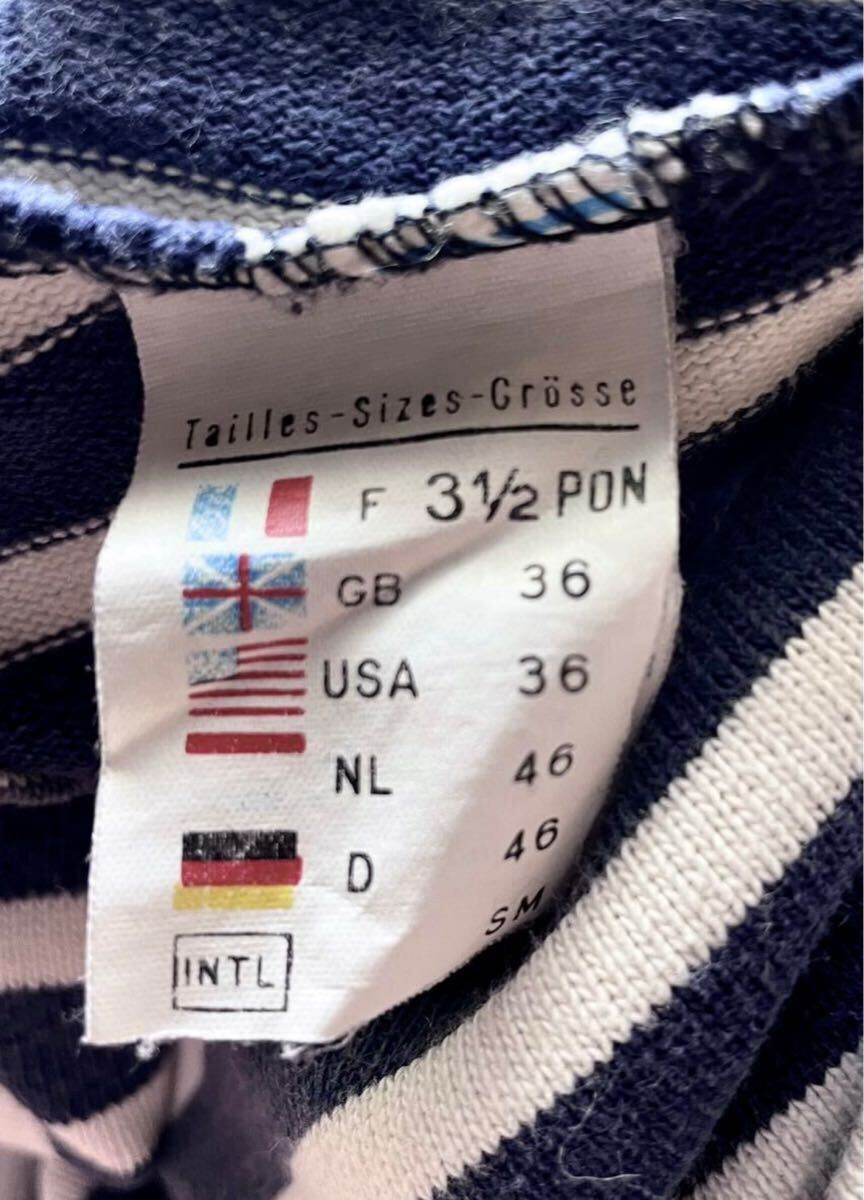 Tailles-Sizes-Grösse
F 3½ PON
GB 36
USA 36
NL 46
D 46
INTL SM